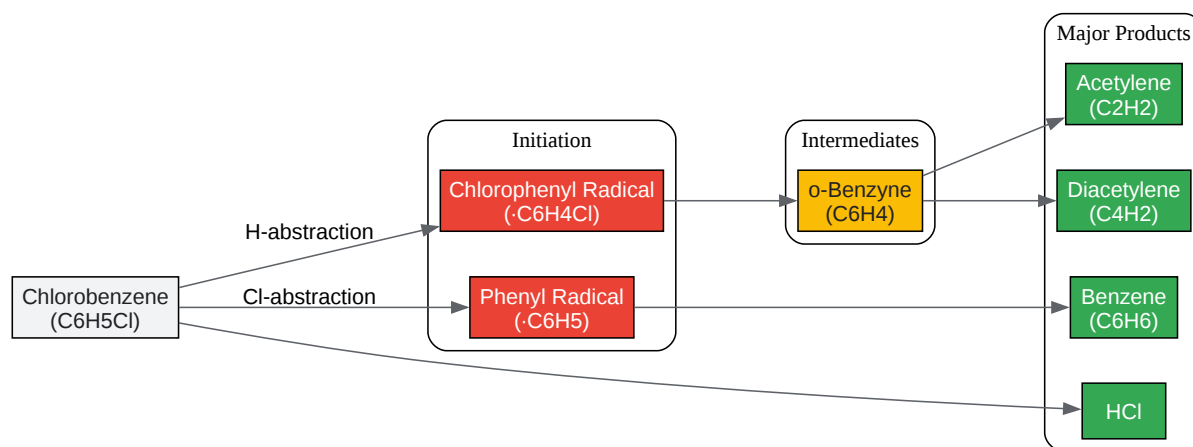 Major Products
Acetylene
(C2H2)
Initiation
Intermediates
Chlorophenyl Radical
(·C6H4Cl)
o-Benzyne
(C6H4)
Diacetylene
(C4H2)
H-abstraction
Chlorobenzene
(C6H5Cl)
Cl-abstraction
Phenyl Radical
(·C6H5)
Benzene
(C6H6)
HCl